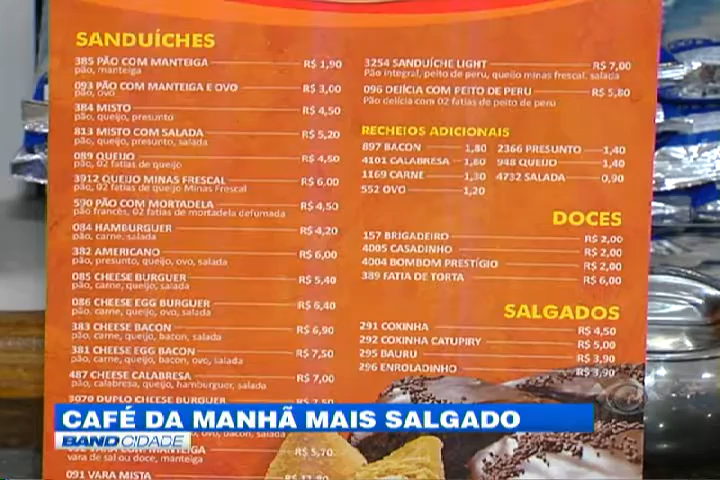 SANDUÍCHES
385 PÃO COM MANTEIGA R$ 1,90
pão, manteiga
093 PÃO COM MANTEIGA E OVO R$ 3,00
pão, ovo
384 MISTO R$ 4,50
pão, queijo, presunto
813 MISTO COM SALADA R$ 5,20
pão, queijo, presunto, salada
089 QUEIJO R$ 4,50
pão, 02 fatias de queijo
3912 QUEIJO MINAS FRESCAL R$ 6,00
pão, 02 fatias de queijo Minas Frescal
590 PÃO COM MORTADELA R$ 4,50
pão francês, 02 fatias de mortadela defumada
084 HAMBURGUER R$ 4,20
pão, carne, salada
382 AMERICANO R$ 6,00
pão, presunto, queijo, ovo, salada
085 CHEESE BURGUER R$ 5,40
pão, carne, queijo, salada
086 CHEESE EGG BURGUER R$ 6,40
pão, carne, queijo, ovo, salada
383 CHEESE BACON R$ 6,90
pão, carne, queijo, bacon, salada
381 CHEESE EGG BACON R$ 7,50
pão, carne, queijo, bacon, ovo, salada
487 CHEESE CALABRESA R$ 7,00
pão, calabresa, queijo, hamburguer, salada
3070 DUPLO CHEESE BURGUER R$ 7,50
ovo, bacon, salada
COM MANTEIGA R$ 5,70
vara de sal ou doce, manteiga
091 VARA MISTA
3254 SANDUÍCHE LIGHT R$ 7,00
Pão integral, peito de peru, queijo minas frescal, salada
096 DELÍCIA COM PEITO DE PERU R$ 5,80
Pão delícia com 02 fatias de peito de peru
RECHEIOS ADICIONAIS
897 BACON 1,80 2366 PRESUNTO 1,40
4101 CALABRESA 1,60 948 QUEIJO 1,40
1169 CARNE 1,30 4732 SALADA 0,90
552 OVO 1,20
DOCES
157 BRIGADEIRO R$ 2,00
4005 CASADINHO R$ 2,00
4004 BOMBOM PRESTÍGIO R$ 2,00
389 FATIA DE TORTA R$ 6,00
SALGADOS
291 COXINHA R$ 4,50
292 COXINHA CATUPIRY R$ 5,00
295 BAURU R$ 3,90
296 ENROLADINHO R$ 3,90
CAFÉ DA MANHÃ MAIS SALGADO
BAND CIDADE